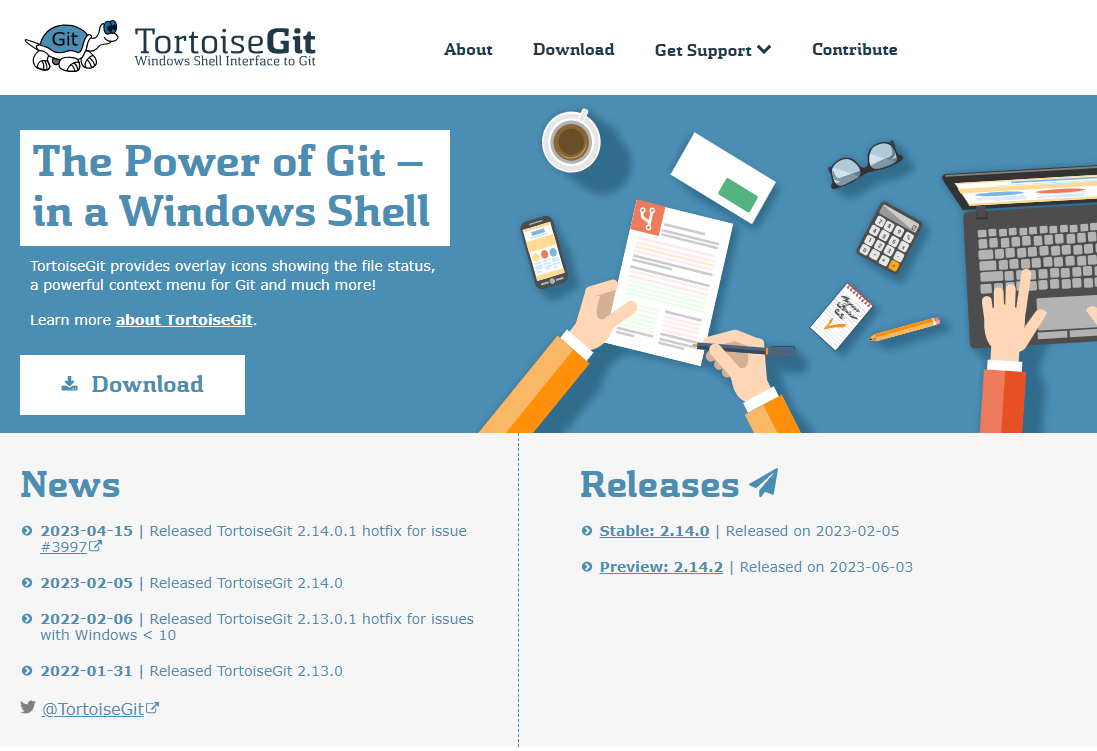 Git
TortoiseGit
Windows Shell Interface to Git
About
Download
Get Support
Contribute
The Power of Git –
in a Windows Shell
TortoiseGit provides overlay icons showing the file status,
a powerful context menu for Git and much more!
Learn more about TortoiseGit.
Download
News
2023-04-15 | Released TortoiseGit 2.14.0.1 hotfix for issue
#3997
2023-02-05 | Released TortoiseGit 2.14.0
2022-02-06 | Released TortoiseGit 2.13.0.1 hotfix for issues
with Windows < 10
2022-01-31 | Released TortoiseGit 2.13.0
@TortoiseGit
Releases
Stable: 2.14.0 | Released on 2023-02-05
Preview: 2.14.2 | Released on 2023-06-03